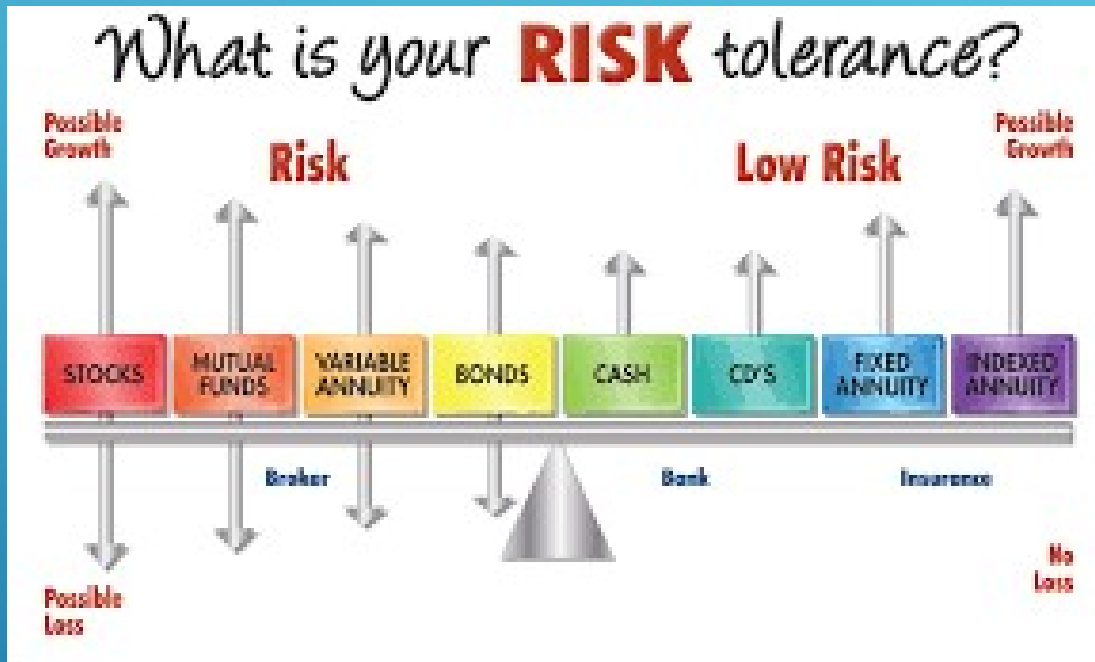 What is your RISK tolerance?
Possible
Growth
Risk
Low Risk
Possible
Growth
STOCKS
MUTUAL
FUNDS
VARIABLE
ANNUITY
BONDS
CASH
CD'S
FIXED
ANNUITY
INDEXED
ANNUITY
Broker
Bank
Insurance
Possible
Loss
No
Loss